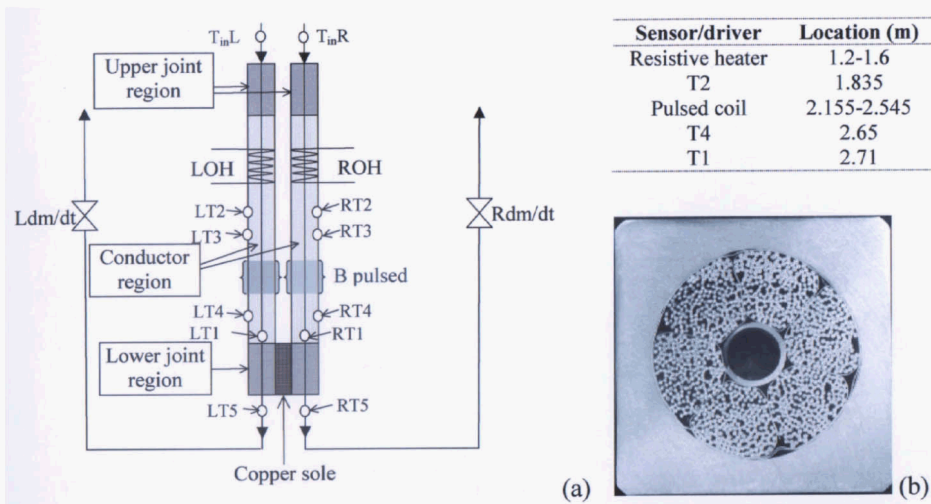 TinL
TinR
Upper joint
region
LOH
ROH
Ldm/dt
Rdm/dt
LT2
RT2
LT3
RT3
Conductor
region
B pulsed
LT4
RT4
LT1
RT1
Lower joint
region
LT5
RT5
Copper sole
(a)
Sensor/driver Location (m)
Resistive heater 1.2-1.6
T2 1.835
Pulsed coil 2.155-2.545
T4 2.65
T1 2.71
(b)